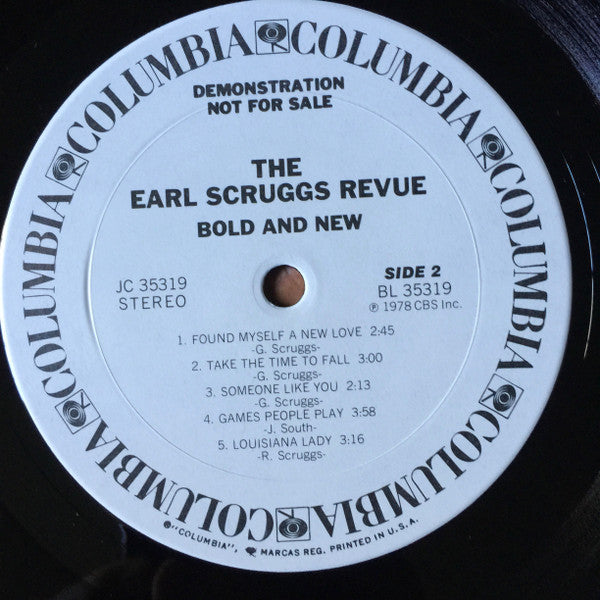 COLUMBIA COLUMBIA COLUMBIA COLUMBIA COLUMBIA COLUMBIA COLUMBIA COLUMBIA
DEMONSTRATION
NOT FOR SALE
THE
EARL SCRUGGS REVUE
BOLD AND NEW
JC 35319
STEREO
SIDE 2
BL 35319
℗ 1978 CBS Inc.
1. FOUND MYSELF A NEW LOVE 2:45
-G. Scruggs-
2. TAKE THE TIME TO FALL 3:00
-G. Scruggs-
3. SOMEONE LIKE YOU 2:13
-G. Scruggs-
4. GAMES PEOPLE PLAY 3:58
-J. South-
5. LOUISIANA LADY 3:16
-R. Scruggs-
"COLUMBIA", MARCAS REG. PRINTED IN U.S.A.